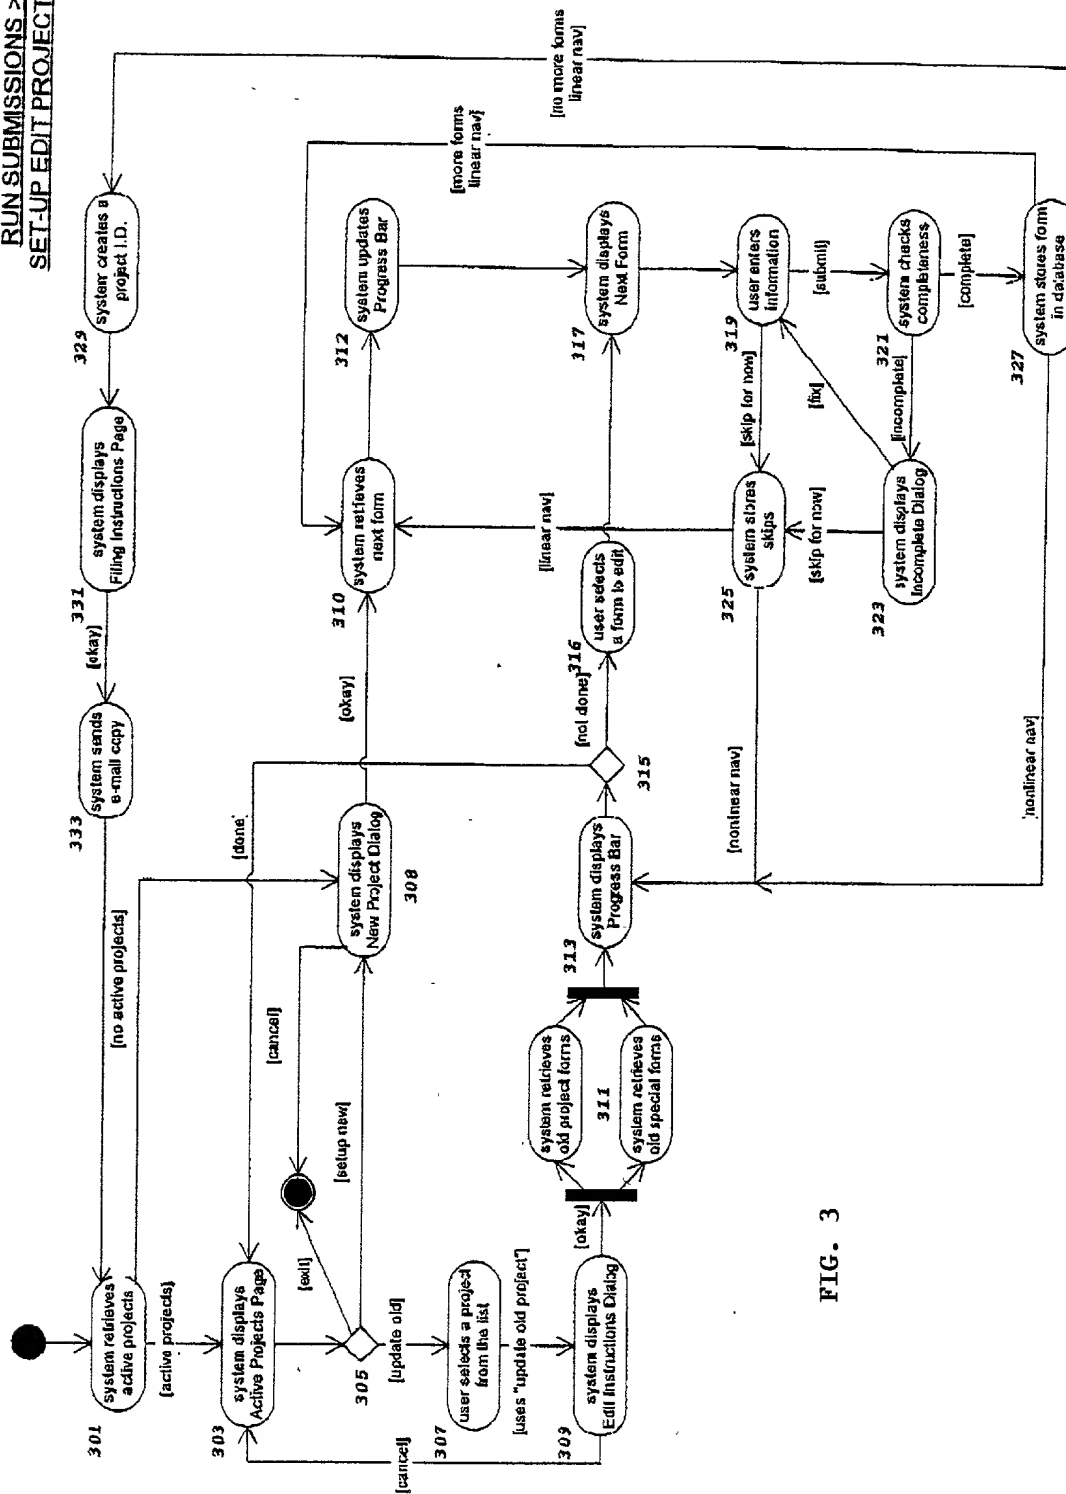 RUN SUBMISSIONS >
SET-UP EDIT PROJECT
[no more forms
linear nav]
[more forms
linear nav]
system creates a
project I.D.
329
system displays
Filing Instructions Page
331
[okay]
system sends
e-mail copy
333
[no active projects]
system retrieves
active projects
301
[active projects]
system displays
Active Projects Page
303
[done]
[cancel]
[exit]
[setup new]
305
[update old]
user selects a project
from the list
307
[uses "update old project"]
system displays
Edit Instructions Dialog
309
[cancel]
[okay]
system retrieves
old project forms
311
system retrieves
old special forms
system displays
Progress Bar
313
315
[not done]
user selects
a form to edit
316
system displays
New Project Dialog
308
[okay]
system retrieves
next form
310
system updates
Progress Bar
312
system displays
Next Form
317
[linear nav]
user enters
Information
319
[submit]
system checks
completeness
321
[complete]
[skip for now]
[fix]
[incomplete]
system stores
skips
325
[skip for now]
system displays
Incomplete Dialog
323
system stores form
in database
327
[nonlinear nav]
[nonlinear nav]
FIG. 3